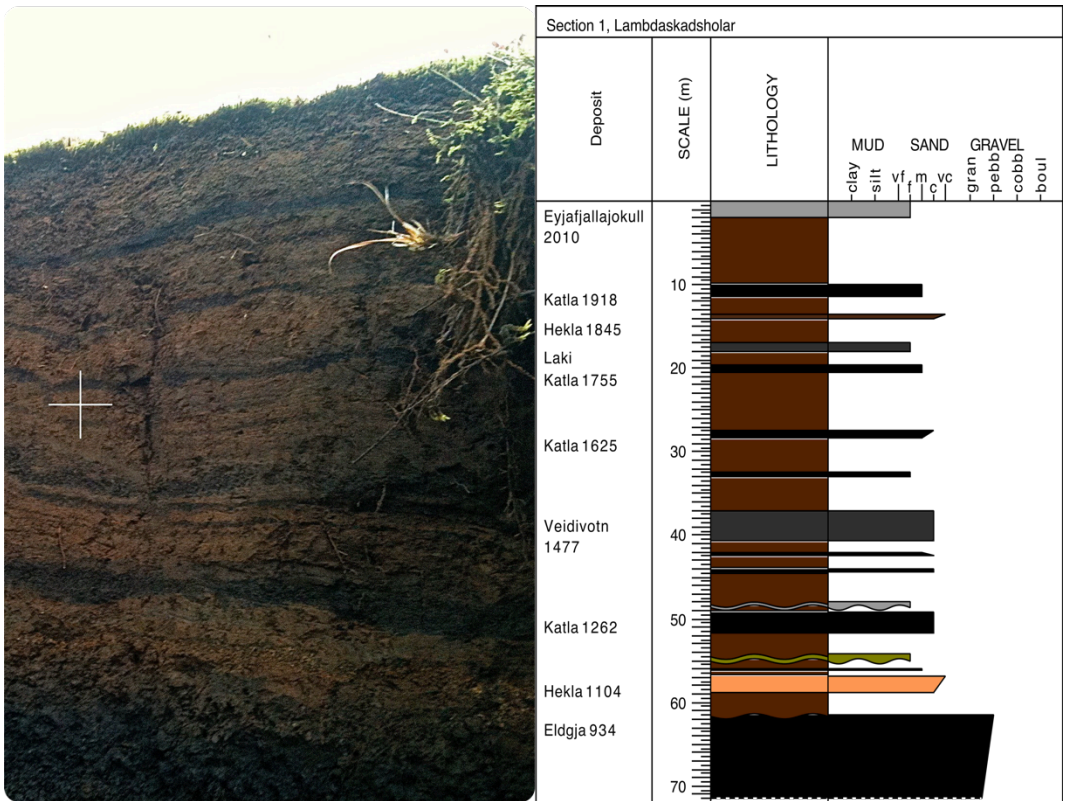 Section 1, Lambdaskadsholar
Deposit
SCALE (m)
LITHOLOGY
MUD SAND GRAVEL
clay silt vf f m c vc gran pebb cobb boul
Eyjafjallajokull
2010
10
Katla 1918
Hekla 1845
Laki
20
Katla 1755
Katla 1625
30
Veidivotn
1477
40
50
Katla 1262
Hekla 1104
60
Eldgja 934
70